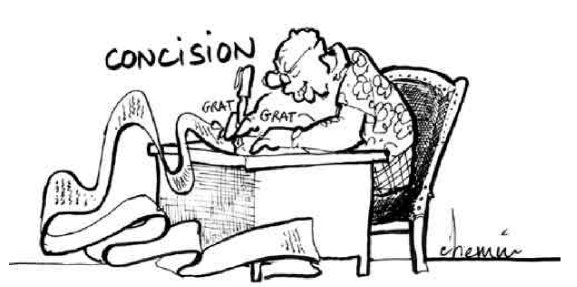 CONCISION
GRAT
GRAT
chemin